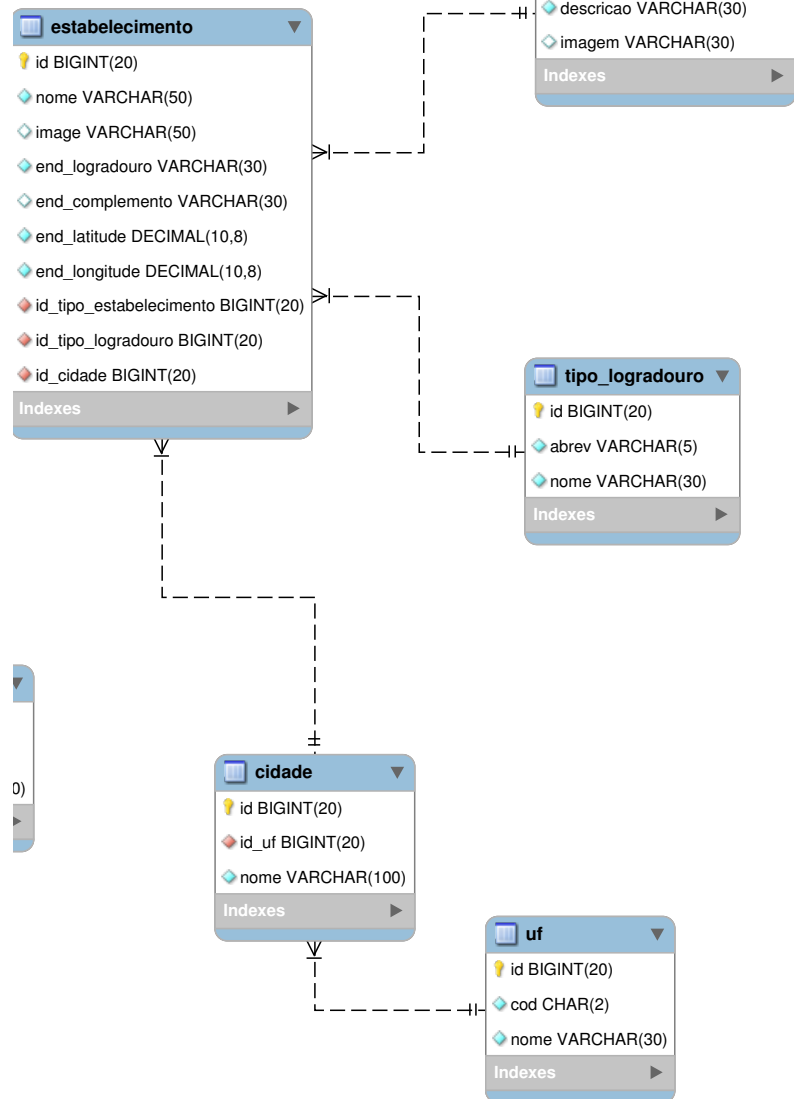 estabelecimento
id BIGINT(20)
nome VARCHAR(50)
image VARCHAR(50)
end_logradouro VARCHAR(30)
end_complemento VARCHAR(30)
end_latitude DECIMAL(10,8)
end_longitude DECIMAL(10,8)
id_tipo_estabelecimento BIGINT(20)
id_tipo_logradouro BIGINT(20)
id_cidade BIGINT(20)
Indexes
descricao VARCHAR(30)
imagem VARCHAR(30)
Indexes
tipo_logradouro
id BIGINT(20)
abrev VARCHAR(5)
nome VARCHAR(30)
Indexes
0)
cidade
id BIGINT(20)
id_uf BIGINT(20)
nome VARCHAR(100)
Indexes
uf
id BIGINT(20)
cod CHAR(2)
nome VARCHAR(30)
Indexes